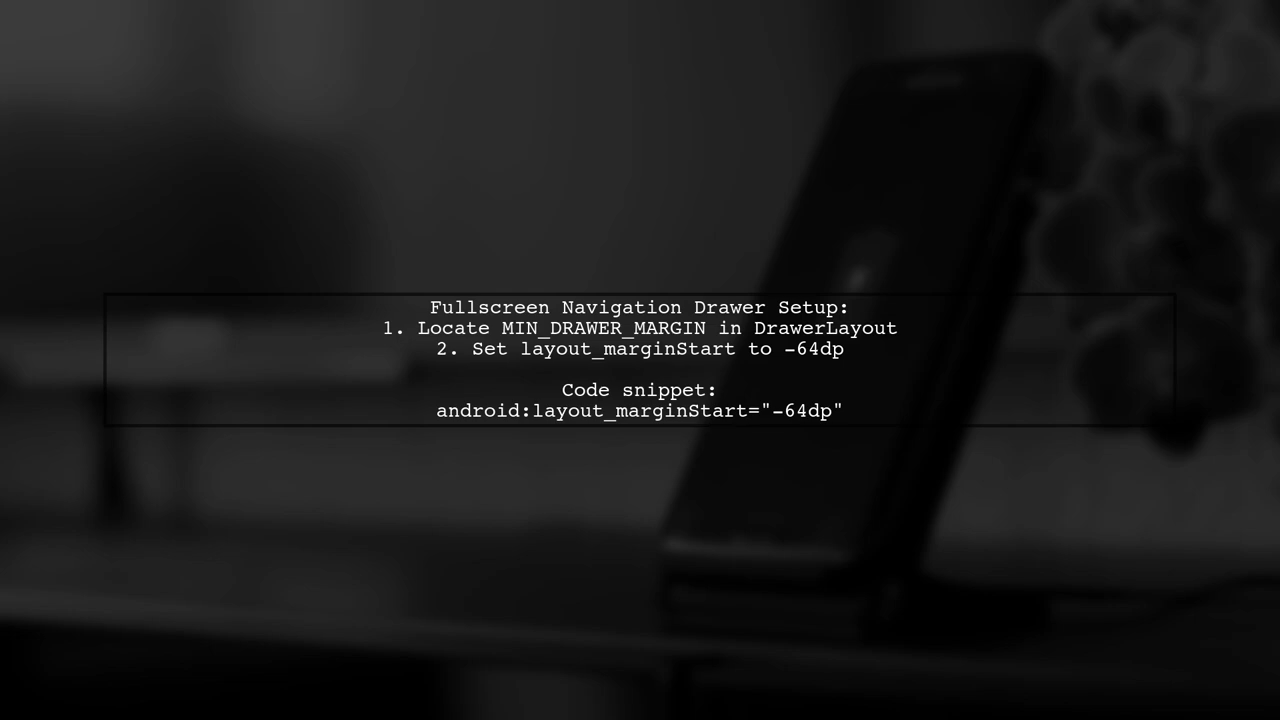 Fullscreen Navigation Drawer Setup:
1. Locate MIN_DRAWER_MARGIN in DrawerLayout
2. Set layout_marginStart to -64dp
Code snippet:
android:layout_marginStart="-64dp"